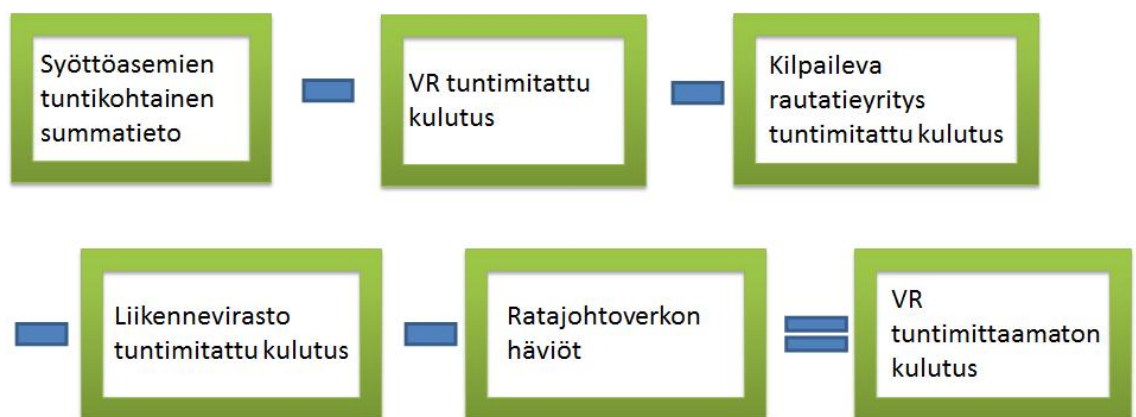 Syöttöasemien
tuntikohtainen
summatieto
VR tuntimitattu
kulutus
Kilpaileva
rautatieyritys
tuntimitattu kulutus
Liikennevirasto
tuntimitattu kulutus
Ratajohtoverkon
häviöt
VR
tuntimittaamaton
kulutus